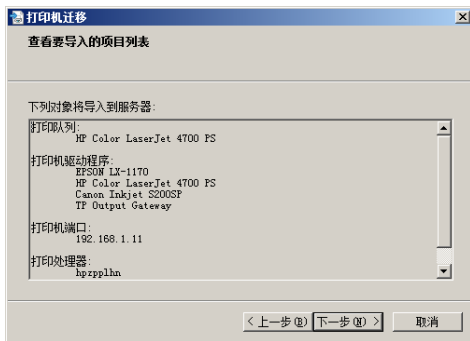 打印机迁移
查看要导入的项目列表
下列对象将导入到服务器:
打印队列:
HP Color LaserJet 4700 PS
打印机驱动程序:
EPSON LX-1170
HP Color LaserJet 4700 PS
Canon Inkjet S200SP
TP Output Gateway
打印机端口:
192.168.1.11
打印处理器:
hpzpplhn
< 上一步(B) 下一步(N) > 取消